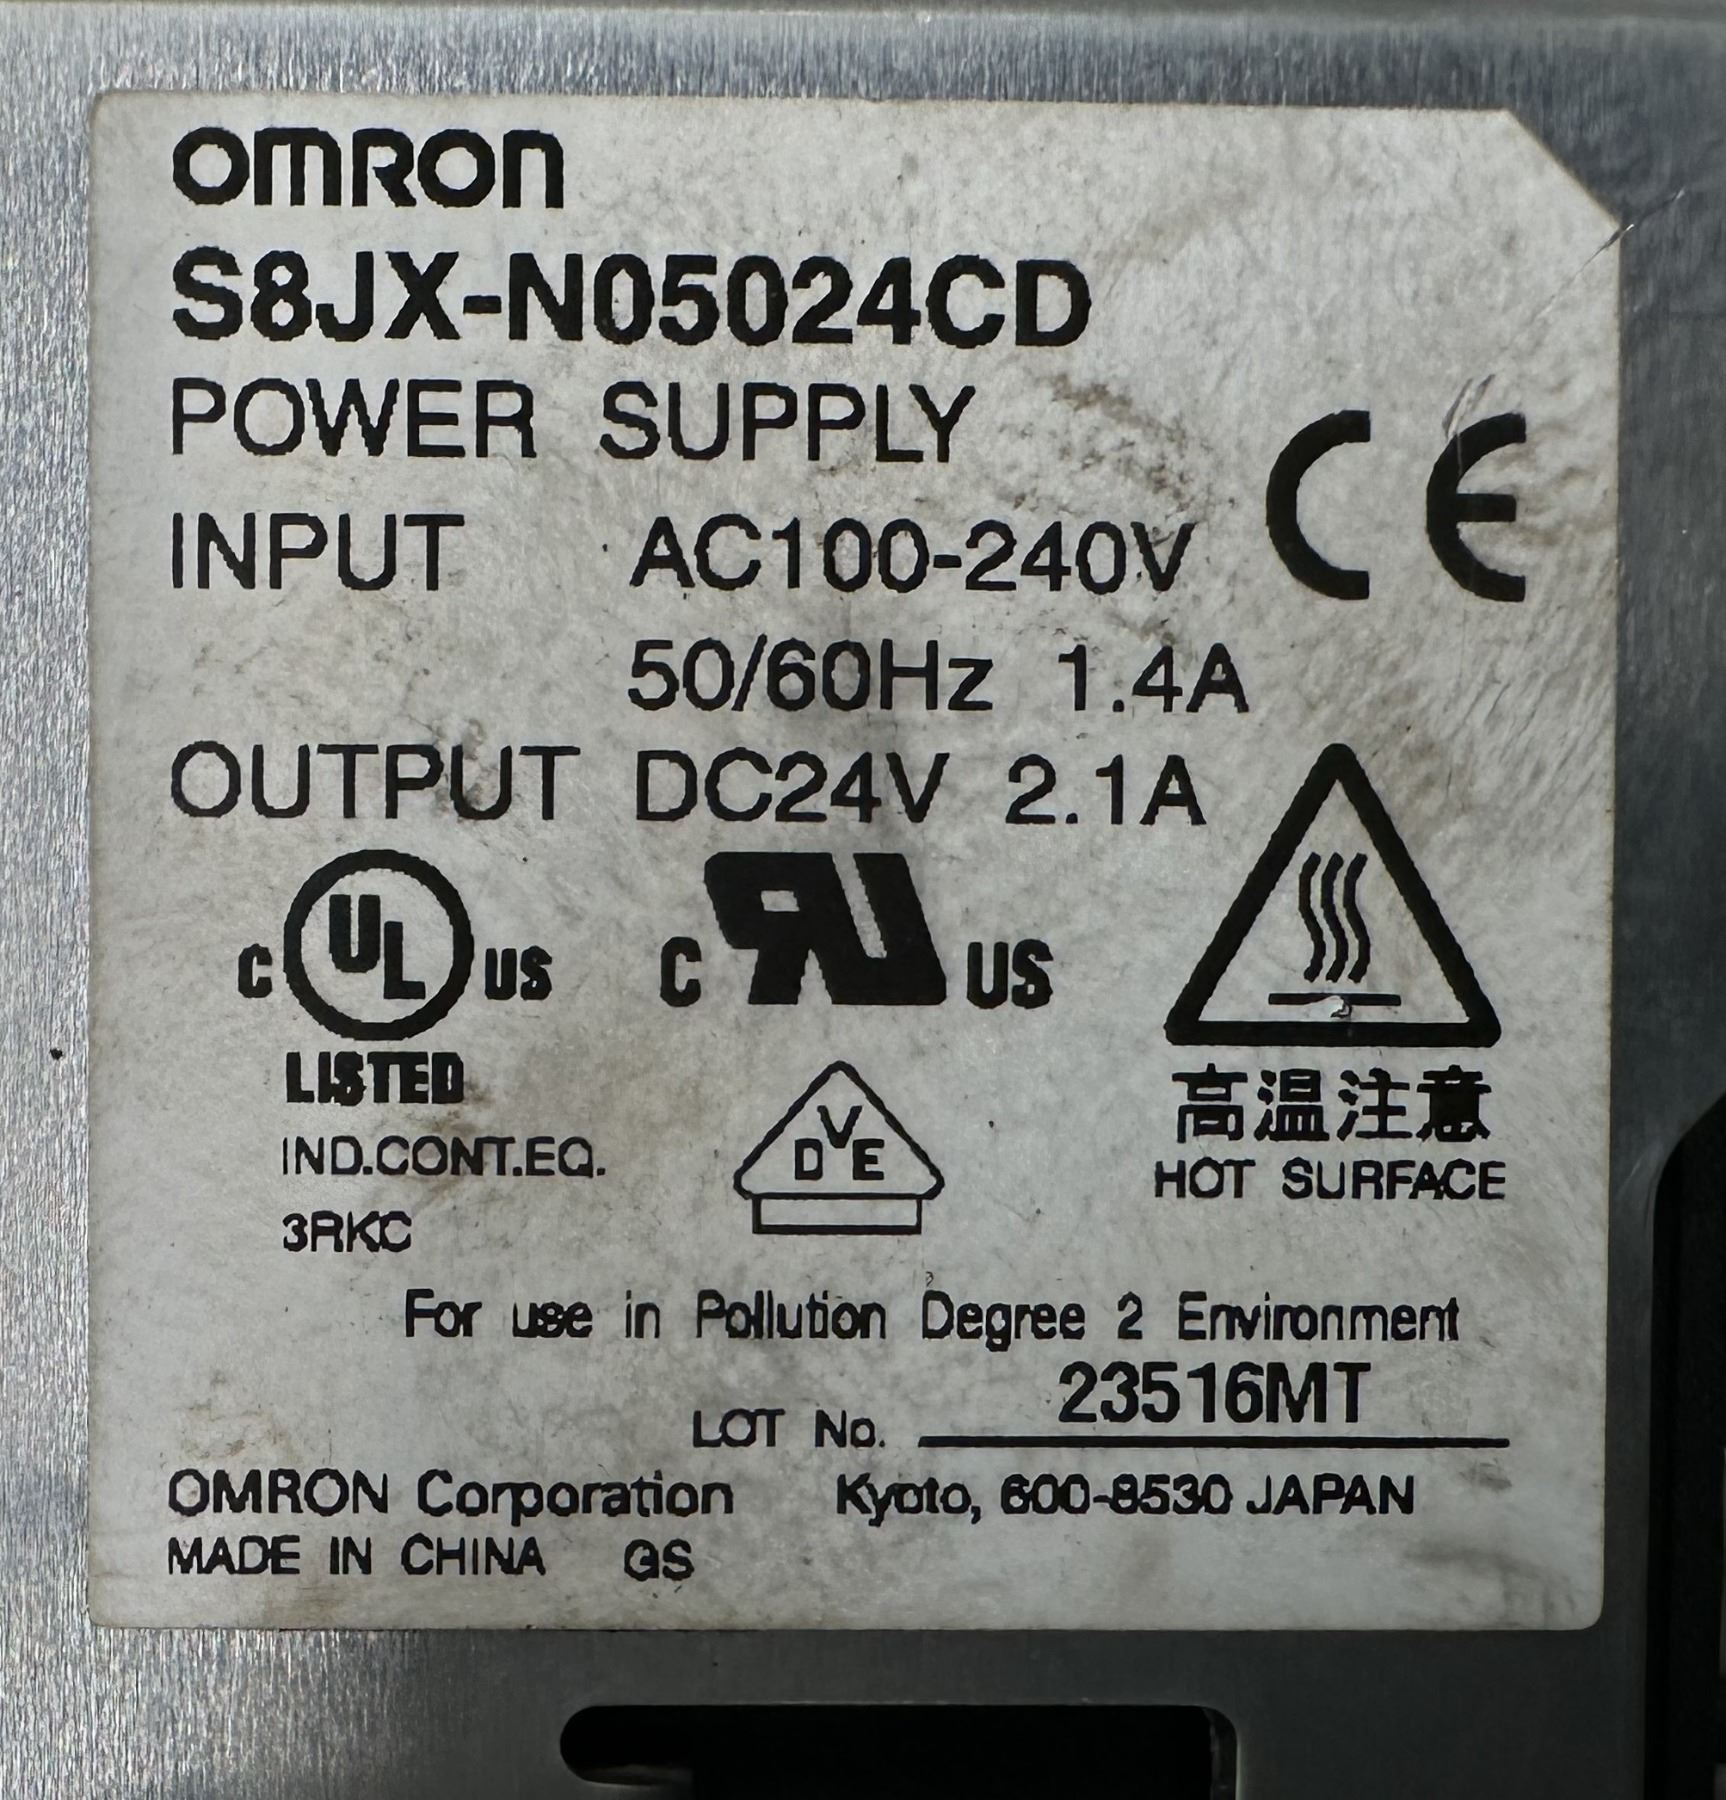 OMRON
S8JX-N05024CD
POWER SUPPLY
CE
INPUT AC100-240V
50/60Hz 1.4A
OUTPUT DC24V 2.1A
C UL US
C RU US
LISTED
IND.CONT.EQ.
3RKC
DVE
高温注意
HOT SURFACE
For use in Pollution Degree 2 Environment
LOT No. 23516MT
OMRON Corporation Kyoto, 600-8530 JAPAN
MADE IN CHINA GS